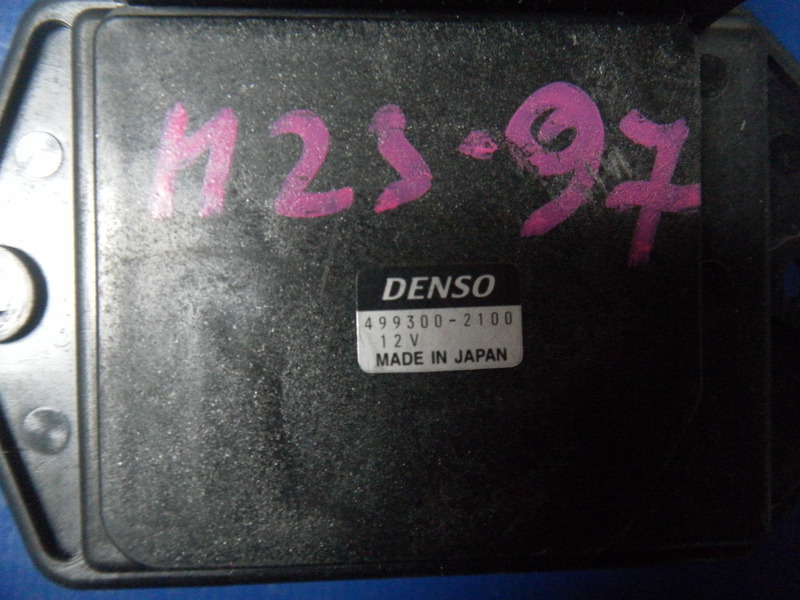 M2S-97
DENSO
499300-2100
12V
MADE IN JAPAN